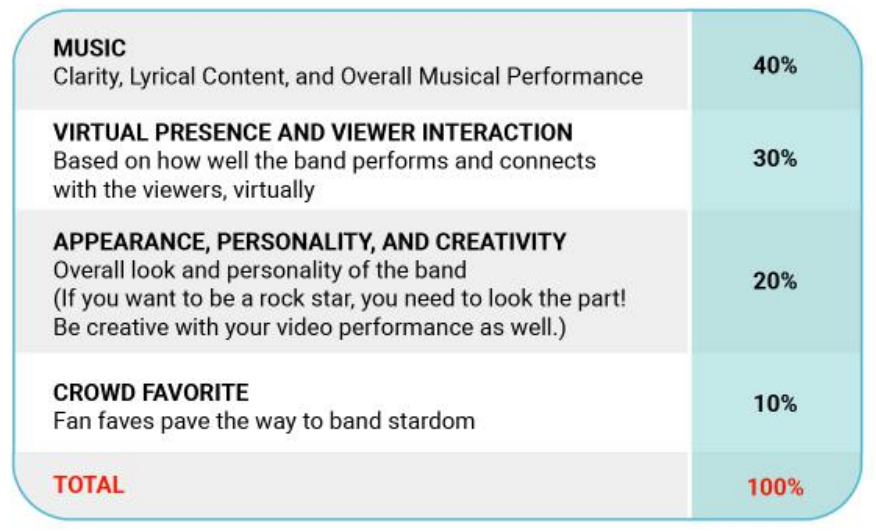 MUSIC
Clarity, Lyrical Content, and Overall Musical Performance
40%
VIRTUAL PRESENCE AND VIEWER INTERACTION
Based on how well the band performs and connects
with the viewers, virtually
30%
APPEARANCE, PERSONALITY, AND CREATIVITY
Overall look and personality of the band
(If you want to be a rock star, you need to look the part!
Be creative with your video performance as well.)
20%
CROWD FAVORITE
Fan faves pave the way to band stardom
10%
TOTAL
100%